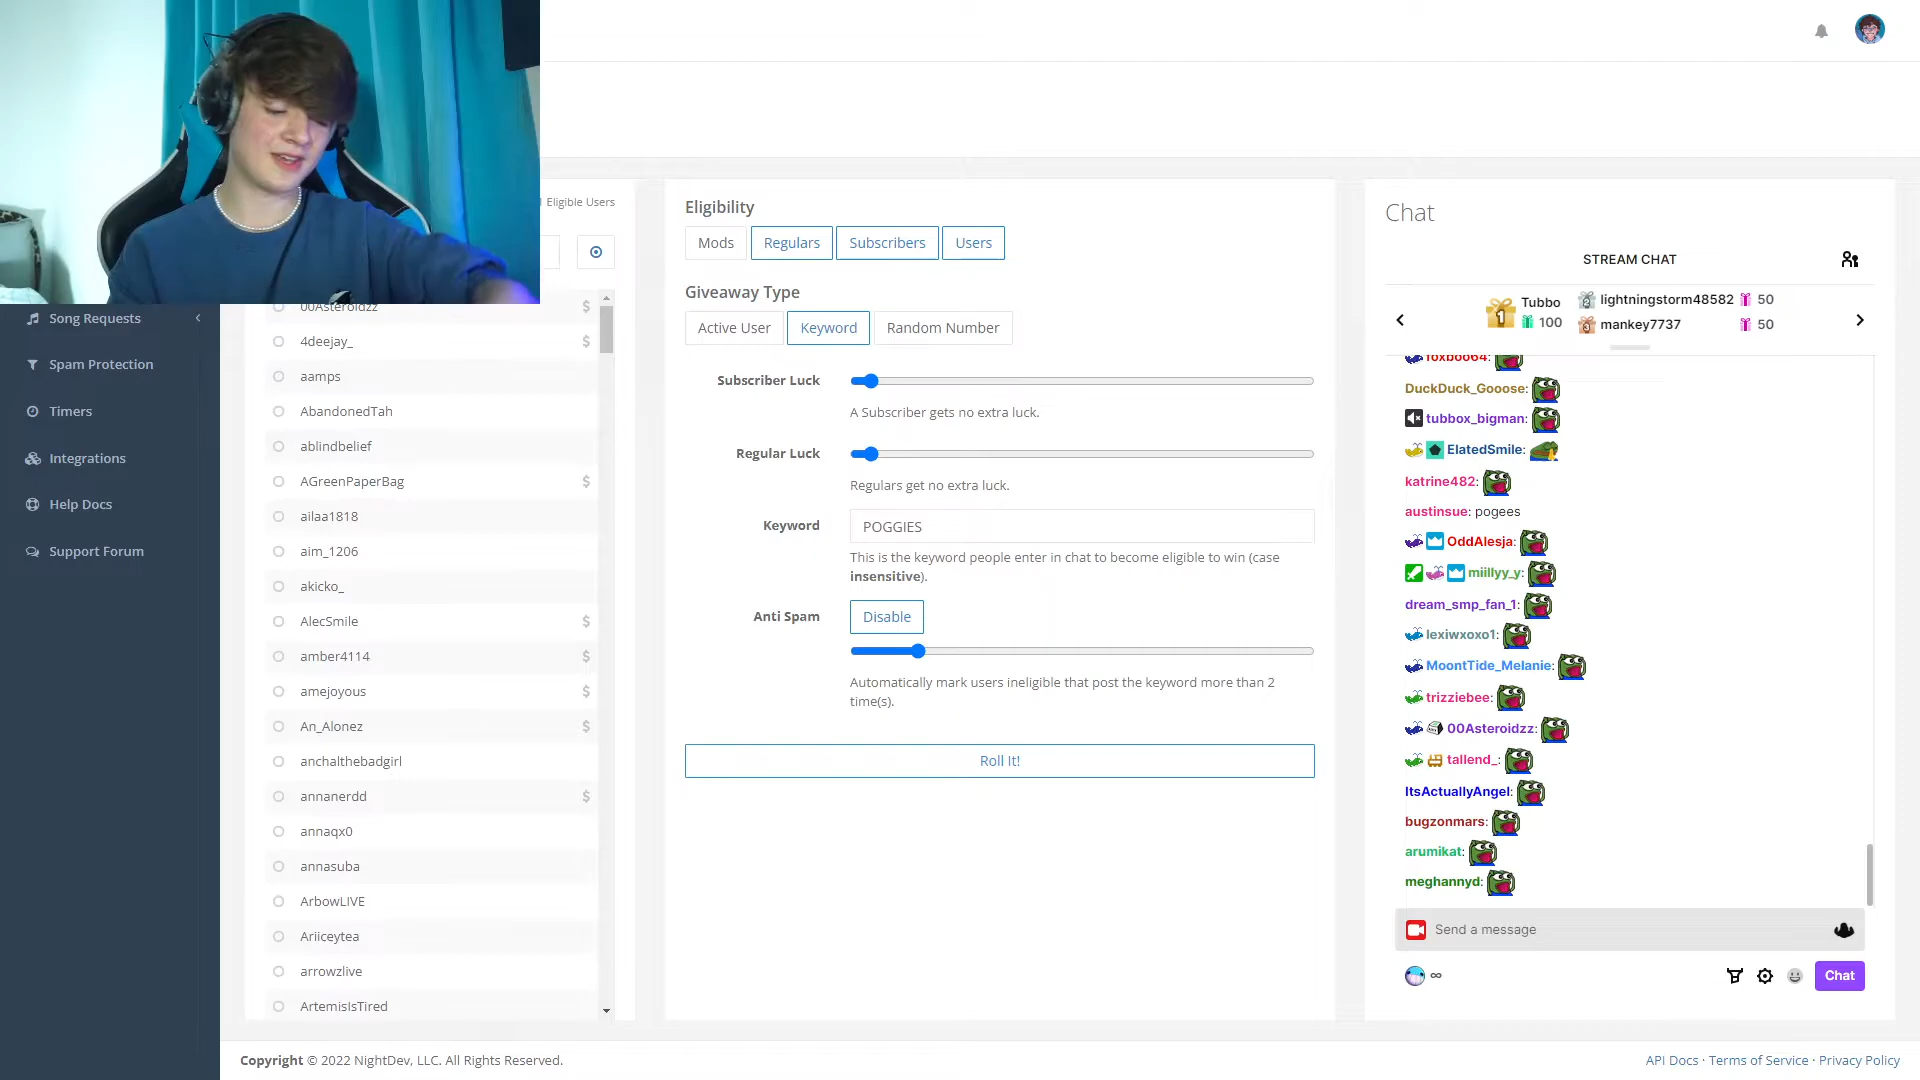 Eligible Users
00Asteroidzz $
4deejay_ $
aamps
AbandonedTah
ablindbelief
AGreenPaperBag $
ailaa1818
aim_1206
akicko_
AlecSmile $
amber4114 $
amejoyous $
An_Alonez $
anchalthebadgirl
annanerdd $
annaqx0
annasuba
ArbowLIVE
Ariiceytea
arrowzlive
ArtemisIsTired
Song Requests
Spam Protection
Timers
Integrations
Help Docs
Support Forum
Eligibility
Mods Regulars Subscribers Users
Giveaway Type
Active User Keyword Random Number
Subscriber Luck
A Subscriber gets no extra luck.
Regular Luck
Regulars get no extra luck.
Keyword POGGIES
This is the keyword people enter in chat to become eligible to win (case
insensitive).
Anti Spam Disable
Automatically mark users ineligible that post the keyword more than 2
time(s).
Roll It!
Chat
STREAM CHAT
1 Tubbo 100
2 lightningstorm48582 50
3 mankey7737 50
foxboo64:
DuckDuck_Gooose:
tubbox_bigman:
ElatedSmile:
katrine482:
austinsue: pogees
OddAlesja:
miillyy_y:
dream_smp_fan_1:
lexiwxoxo1:
MoontTide_Melanie:
trizziebee:
00Asteroidzz:
tallend_:
ItsActuallyAngel:
bugzonmars:
arumikat:
meghannyd:
Send a message
∞
Chat
Copyright © 2022 NightDev, LLC. All Rights Reserved.
API Docs · Terms of Service · Privacy Policy